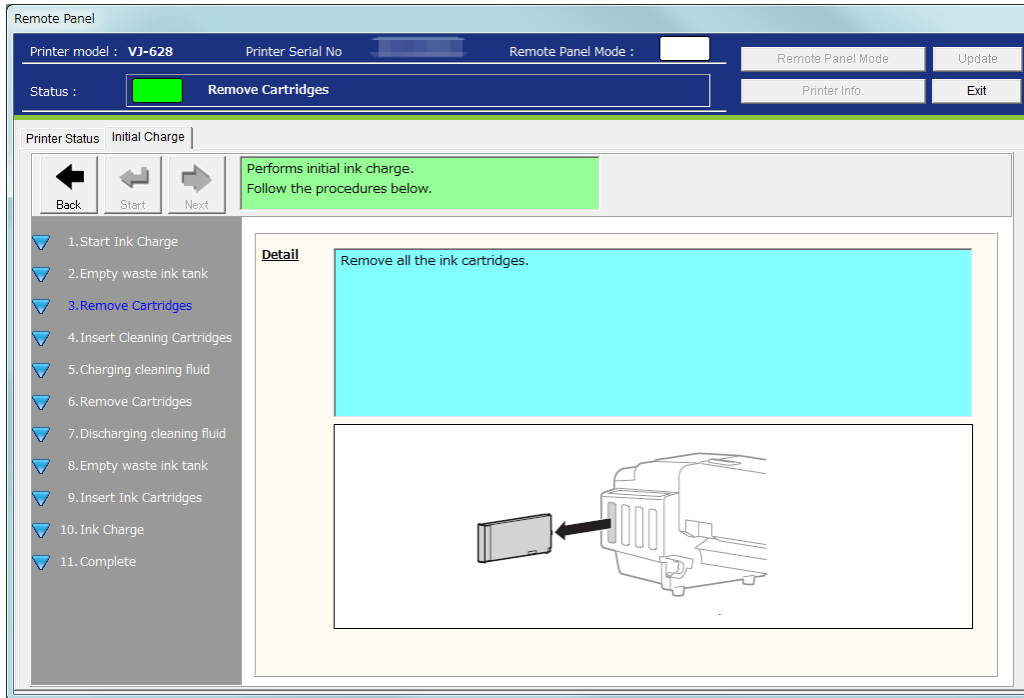 Remote Panel
Printer model : VJ-628 Printer Serial No Remote Panel Mode :
Remote Panel Mode Update
Status : Remove Cartridges
Printer Info. Exit
Printer Status Initial Charge
Back Start Next
Performs initial ink charge.
Follow the procedures below.
1.Start Ink Charge
2.Empty waste ink tank
3.Remove Cartridges
4.Insert Cleaning Cartridges
5.Charging cleaning fluid
6.Remove Cartridges
7.Discharging cleaning fluid
8.Empty waste ink tank
9.Insert Ink Cartridges
10.Ink Charge
11.Complete
Detail
Remove all the ink cartridges.